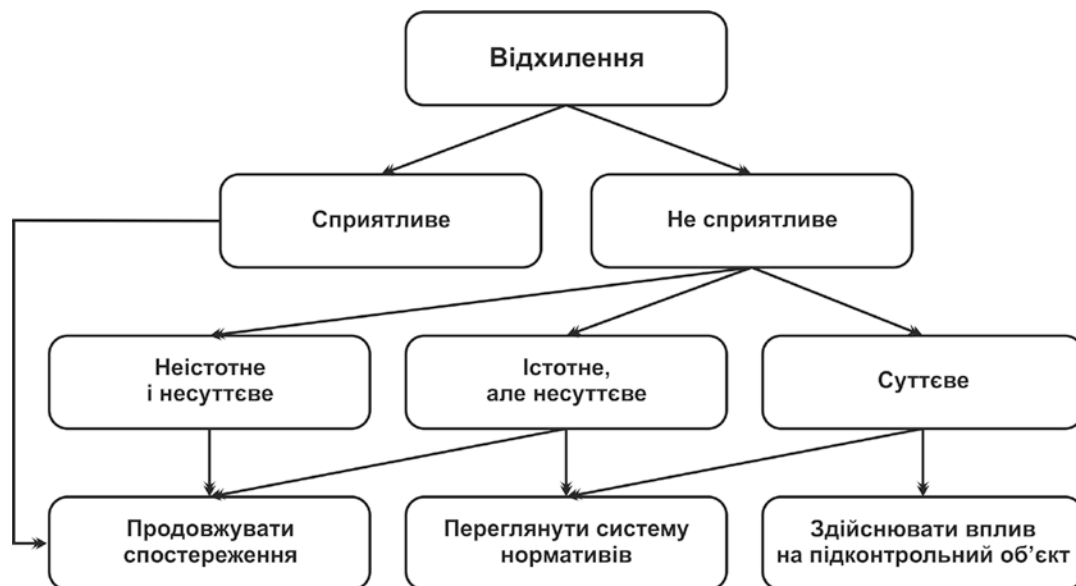 Відхилення
Сприятливе
Не сприятливе
Неістотне
і несуттєве
Істотне,
але несуттєве
Суттєве
Продовжувати
спостереження
Переглянути систему
нормативів
Здійснювати вплив
на підконтрольний об’єкт